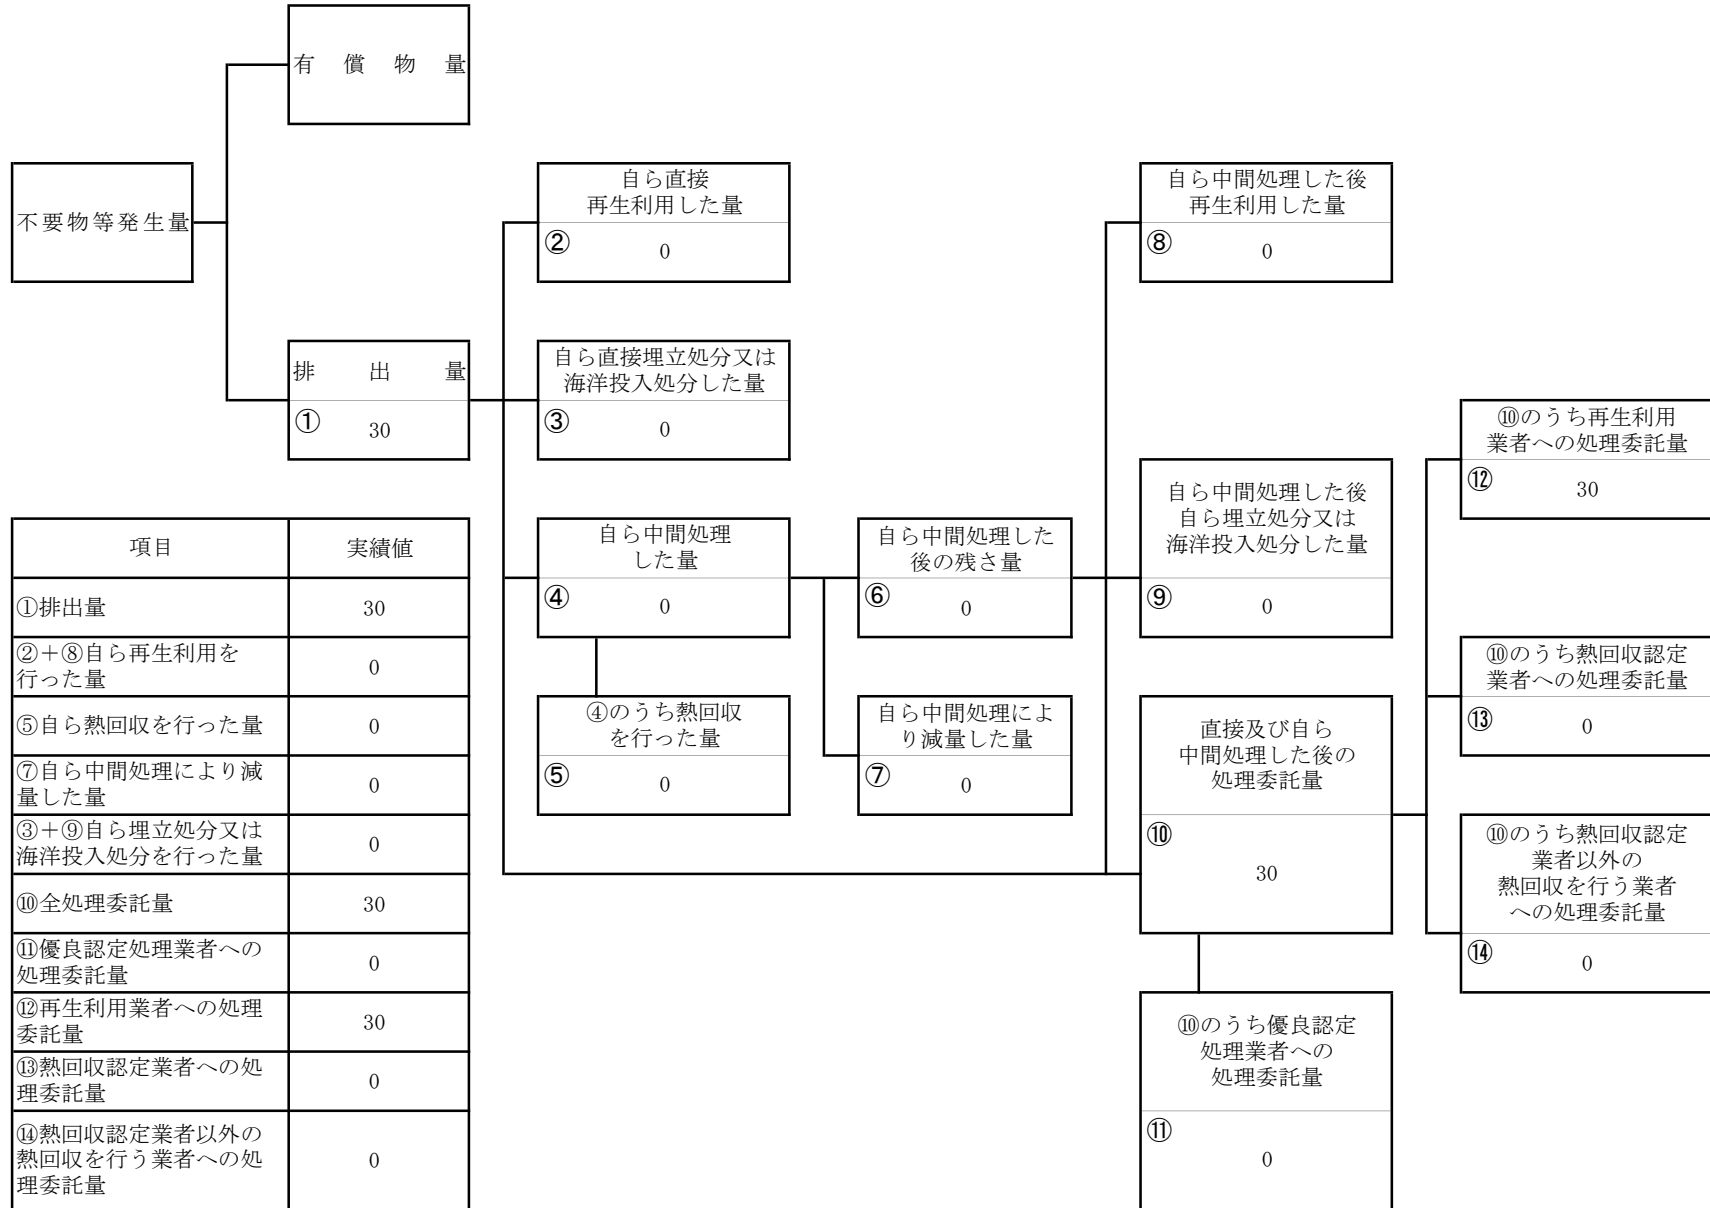 有償物量
不要物等発生量
自ら直接
再生利用した量
②
0
自ら中間処理した後
再生利用した量
⑧
0
排出量
①
30
自ら直接埋立処分又は
海洋投入処分した量
③
0
⑩のうち再生利用
業者への処理委託量
⑫
30
自ら中間処理した後
自ら埋立処分又は
海洋投入処分した量
⑨
0
自ら中間処理
した量
④
0
自ら中間処理した
後の残さ量
⑥
0
⑩のうち熱回収認定
業者への処理委託量
⑬
0
④のうち熱回収
を行った量
⑤
0
自ら中間処理によ
り減量した量
⑦
0
直接及び自ら
中間処理した後の
処理委託量
⑩
30
⑩のうち熱回収認定
業者以外の
熱回収を行う業者
への処理委託量
⑭
0
⑩のうち優良認定
処理業者への
処理委託量
⑪
0
項目 実績値
①排出量 30
②＋⑧自ら再生利用を
行った量 0
⑤自ら熱回収を行った量 0
⑦自ら中間処理により減
量した量 0
③＋⑨自ら埋立処分又は
海洋投入処分を行った量 0
⑩全処理委託量 30
⑪優良認定処理業者への
処理委託量 0
⑫再生利用業者への処理
委託量 30
⑬熱回収認定業者への処
理委託量 0
⑭熱回収認定業者以外の
熱回収を行う業者への処
理委託量 0